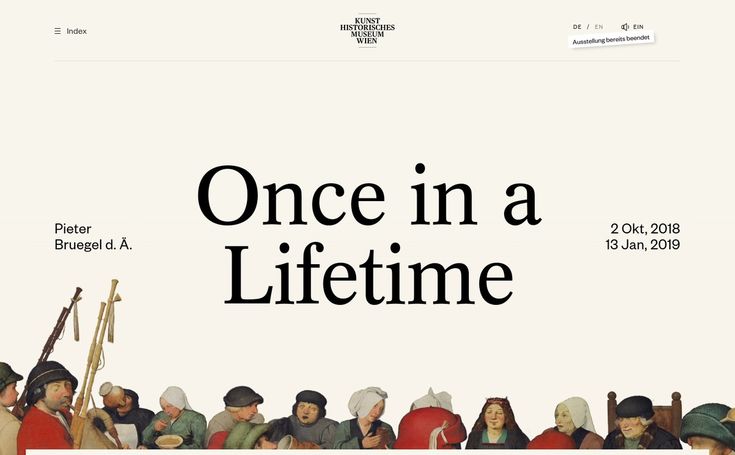 Index
KUNST
HISTORISCHES
MUSEUM
WIEN
DE / EN
EIN
Ausstellung bereits beendet
Once in a
Lifetime
Pieter
Bruegel d. Ä.
2 Okt, 2018
13 Jan, 2019